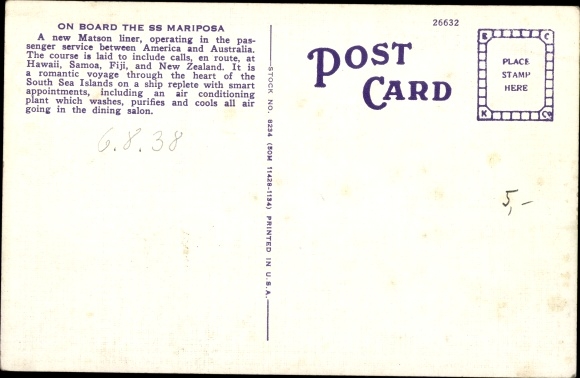 ON BOARD THE SS MARIPOSA
A new Matson liner, operating in the pas-
senger service between America and Australia.
The course is laid to include calls, en route, at
Hawaii, Samoa, Fiji, and New Zealand. It is
a romantic voyage through the heart of the
South Sea Islands on a ship replete with smart
appointments, including an air conditioning
plant which washes, purifies and cools all air
going in the dining salon.
6.8.38
STOCK NO. 8234 (50M 11428-1134) PRINTED IN U.S.A.
26632
POST
CARD
E C
PLACE
STAMP
HERE
K Co
5,-